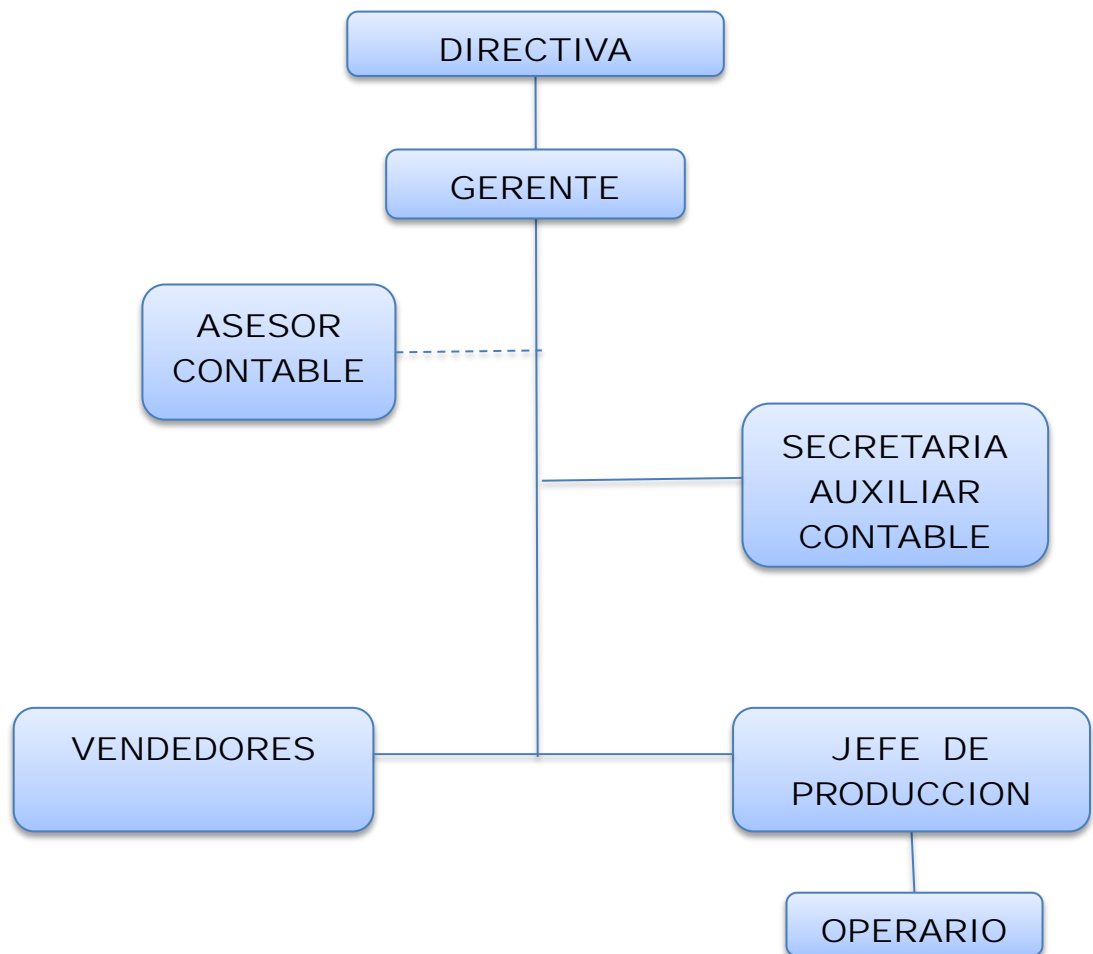 DIRECTIVA
GERENTE
ASESOR
CONTABLE
SECRETARIA
AUXILIAR
CONTABLE
VENDEDORES
JEFE DE
PRODUCCION
OPERARIO